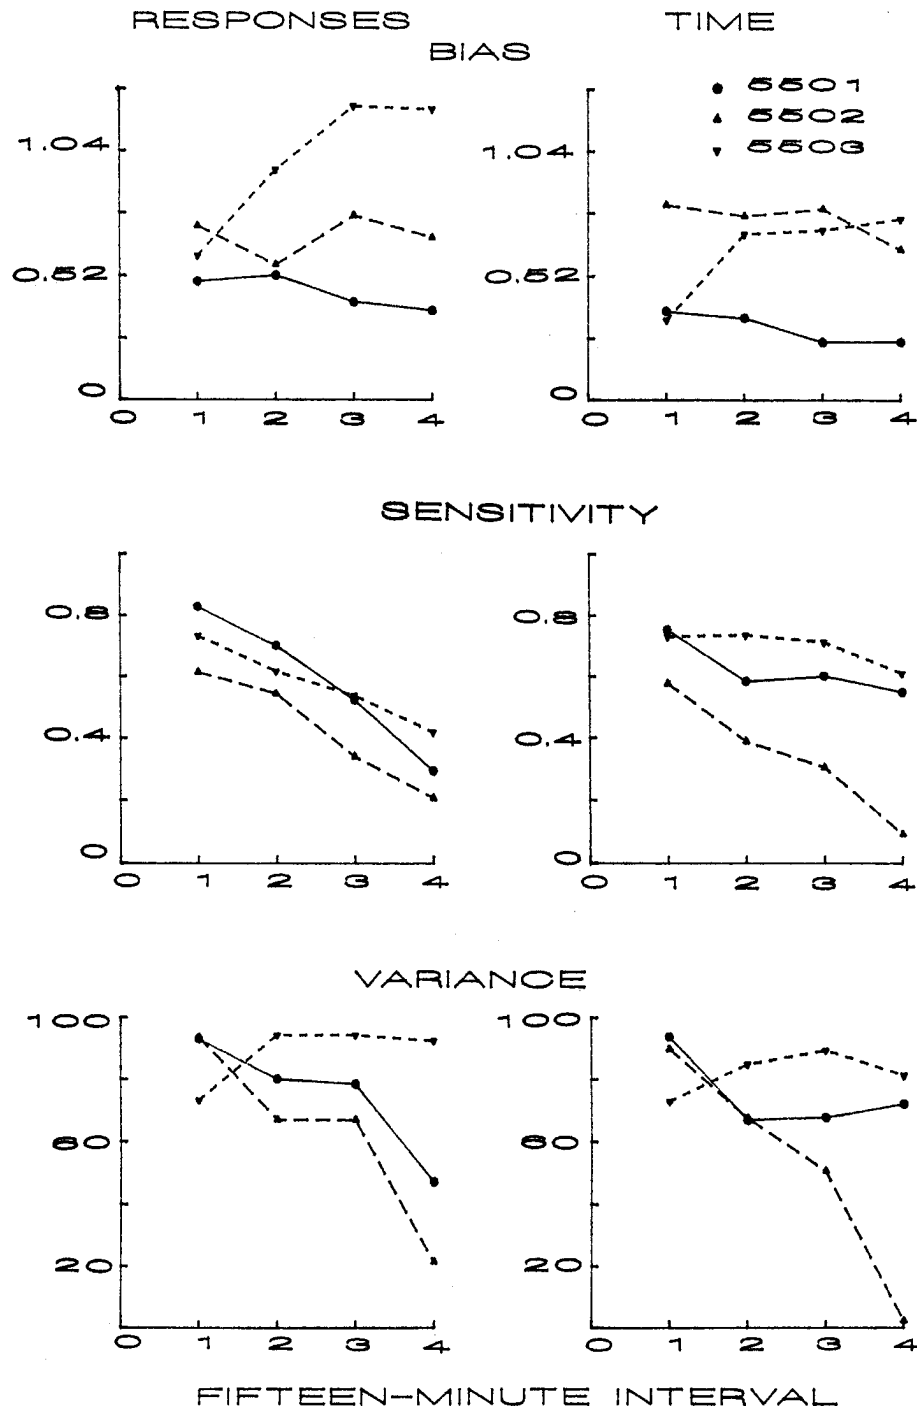 RESPONSES TIME
BIAS
5501
5502
5503
1.04 1.04
0.52 0.52
0 0
0 1 2 3 4 0 1 2 3 4
SENSITIVITY
0.8 0.8
0.4 0.4
0 0
0 1 2 3 4 0 1 2 3 4
VARIANCE
100 100
60 60
20 20
0 1 2 3 4 0 1 2 3 4
FIFTEEN-MINUTE INTERVAL